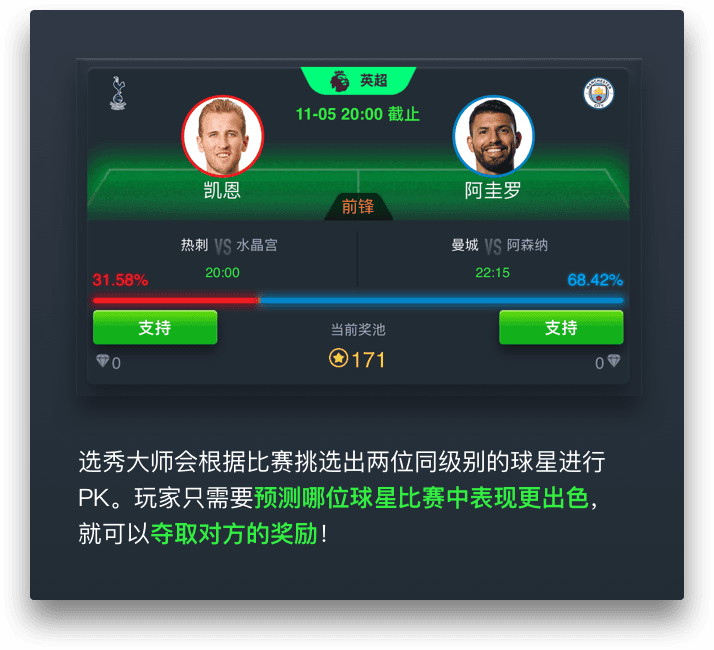 英超
11-05 20:00 截止
凯恩
阿圭罗
前锋
热刺 VS 水晶宫
曼城 VS 阿森纳
20:00
22:15
31.58%
68.42%
支持
当前奖池
支持
0
171
0
选秀大师会根据比赛挑选出两位同级别的球星进行
PK。玩家只需要预测哪位球星比赛中表现更出色,
就可以夺取对方的奖励!